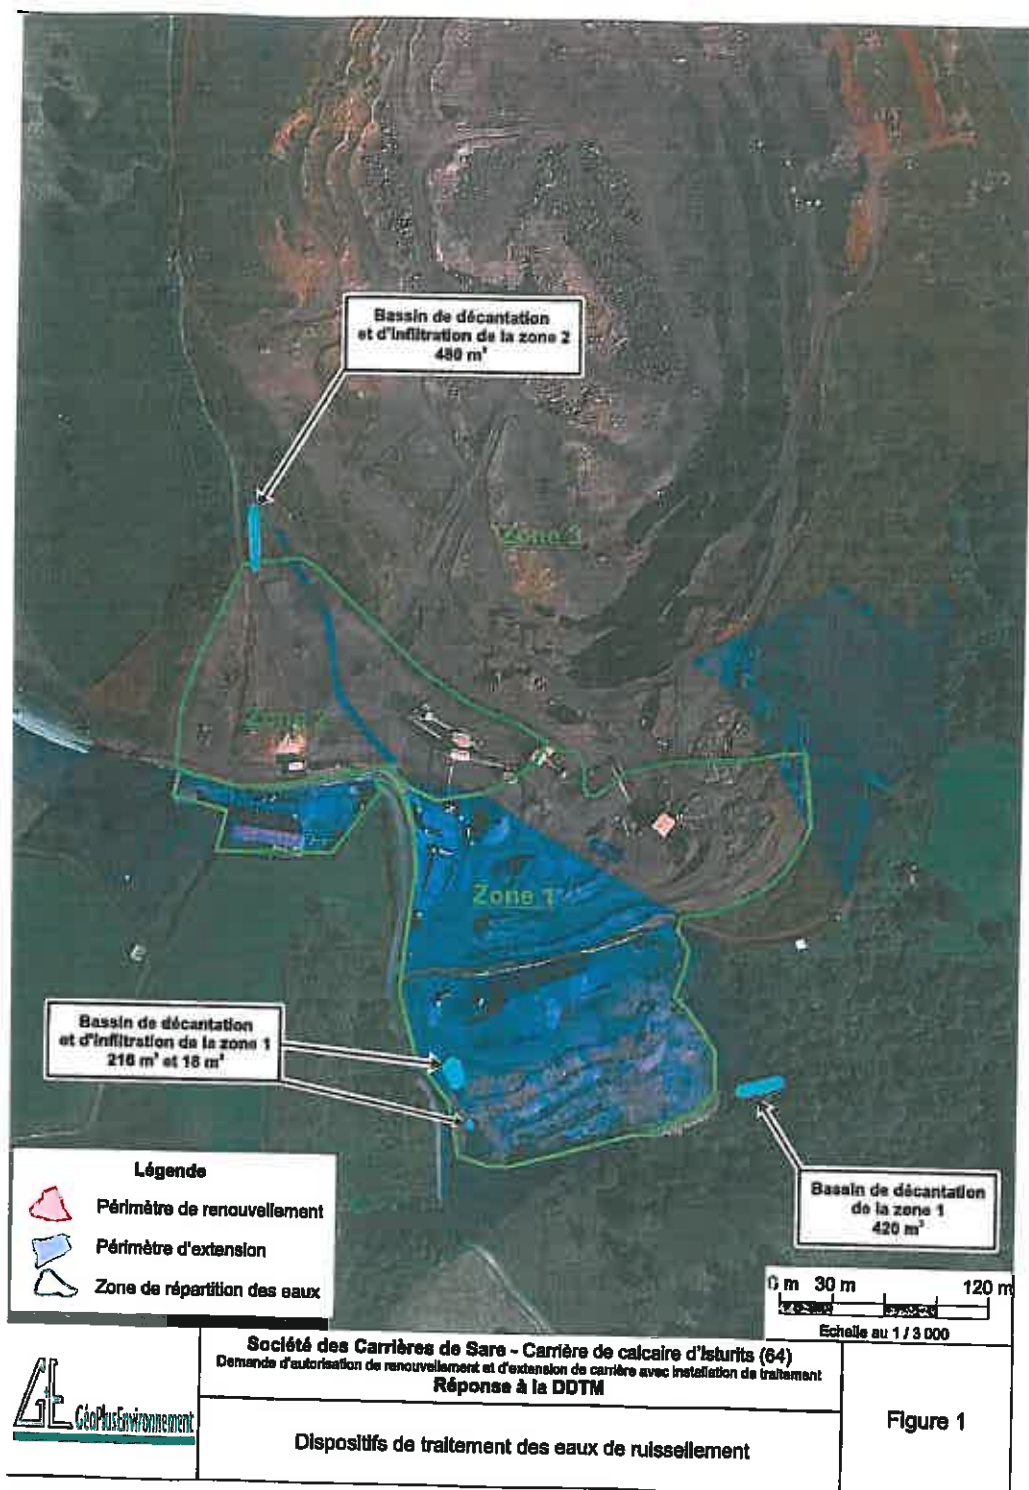 Bassin de décantation
et d'infiltration de la zone 2
480 m³
Zone 3
Zone 2
Zone 1
Bassin de décantation
et d'infiltration de la zone 1
216 m³ et 18 m³
Bassin de décantation
de la zone 1
420 m³
Légende
Périmètre de renouvellement
Périmètre d'extension
Zone de répartition des eaux
0 m 30 m 120 m
Echelle au 1 / 3 000
GéoPlusEnvironnement
Société des Carrières de Sare - Carrière de calcaire d'Isturits (64)
Demande d'autorisation de renouvellement et d'extension de carrière avec installation de traitement
Réponse à la DDTM
Dispositifs de traitement des eaux de ruissellement
Figure 1